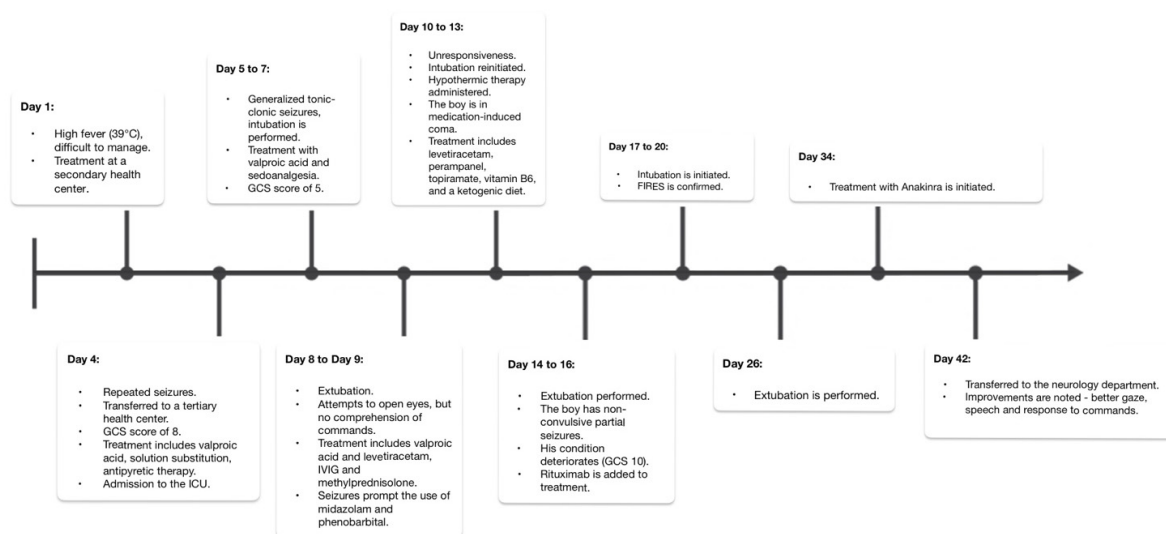 Day 1:
• High fever (39°C),
difficult to manage.
• Treatment at a
secondary health
center.
Day 4:
• Repeated seizures.
• Transferred to a tertiary
health center.
• GCS score of 8.
• Treatment includes valproic
acid, solution substitution,
antipyretic therapy.
• Admission to the ICU.
Day 5 to 7:
• Generalized tonic-
clonic seizures,
intubation is
performed.
• Treatment with
valproic acid and
sedoanalgesia.
• GCS score of 5.
Day 8 to Day 9:
• Extubation.
• Attempts to open eyes, but
no comprehension of
commands.
• Treatment includes valproic
acid and levetiracetam,
IVIG and
methylprednisolone.
• Seizures prompt the use of
midazolam and
phenobarbital.
Day 10 to 13:
• Unresponsiveness.
• Intubation reinitiated.
• Hypothermic therapy
administered.
• The boy is in
medication-induced
coma.
• Treatment includes
levetiracetam,
perampanel,
topiramate, vitamin B6,
and a ketogenic diet.
Day 14 to 16:
• Extubation performed.
• The boy has non-
convulsive partial
seizures.
• His condition
deteriorates (GCS 10).
• Rituximab is added to
treatment.
Day 17 to 20:
• Intubation is initiated.
• FIRES is confirmed.
Day 26:
• Extubation is performed.
Day 34:
• Treatment with Anakinra is initiated.
Day 42:
• Transferred to the neurology department.
• Improvements are noted - better gaze,
speech and response to commands.